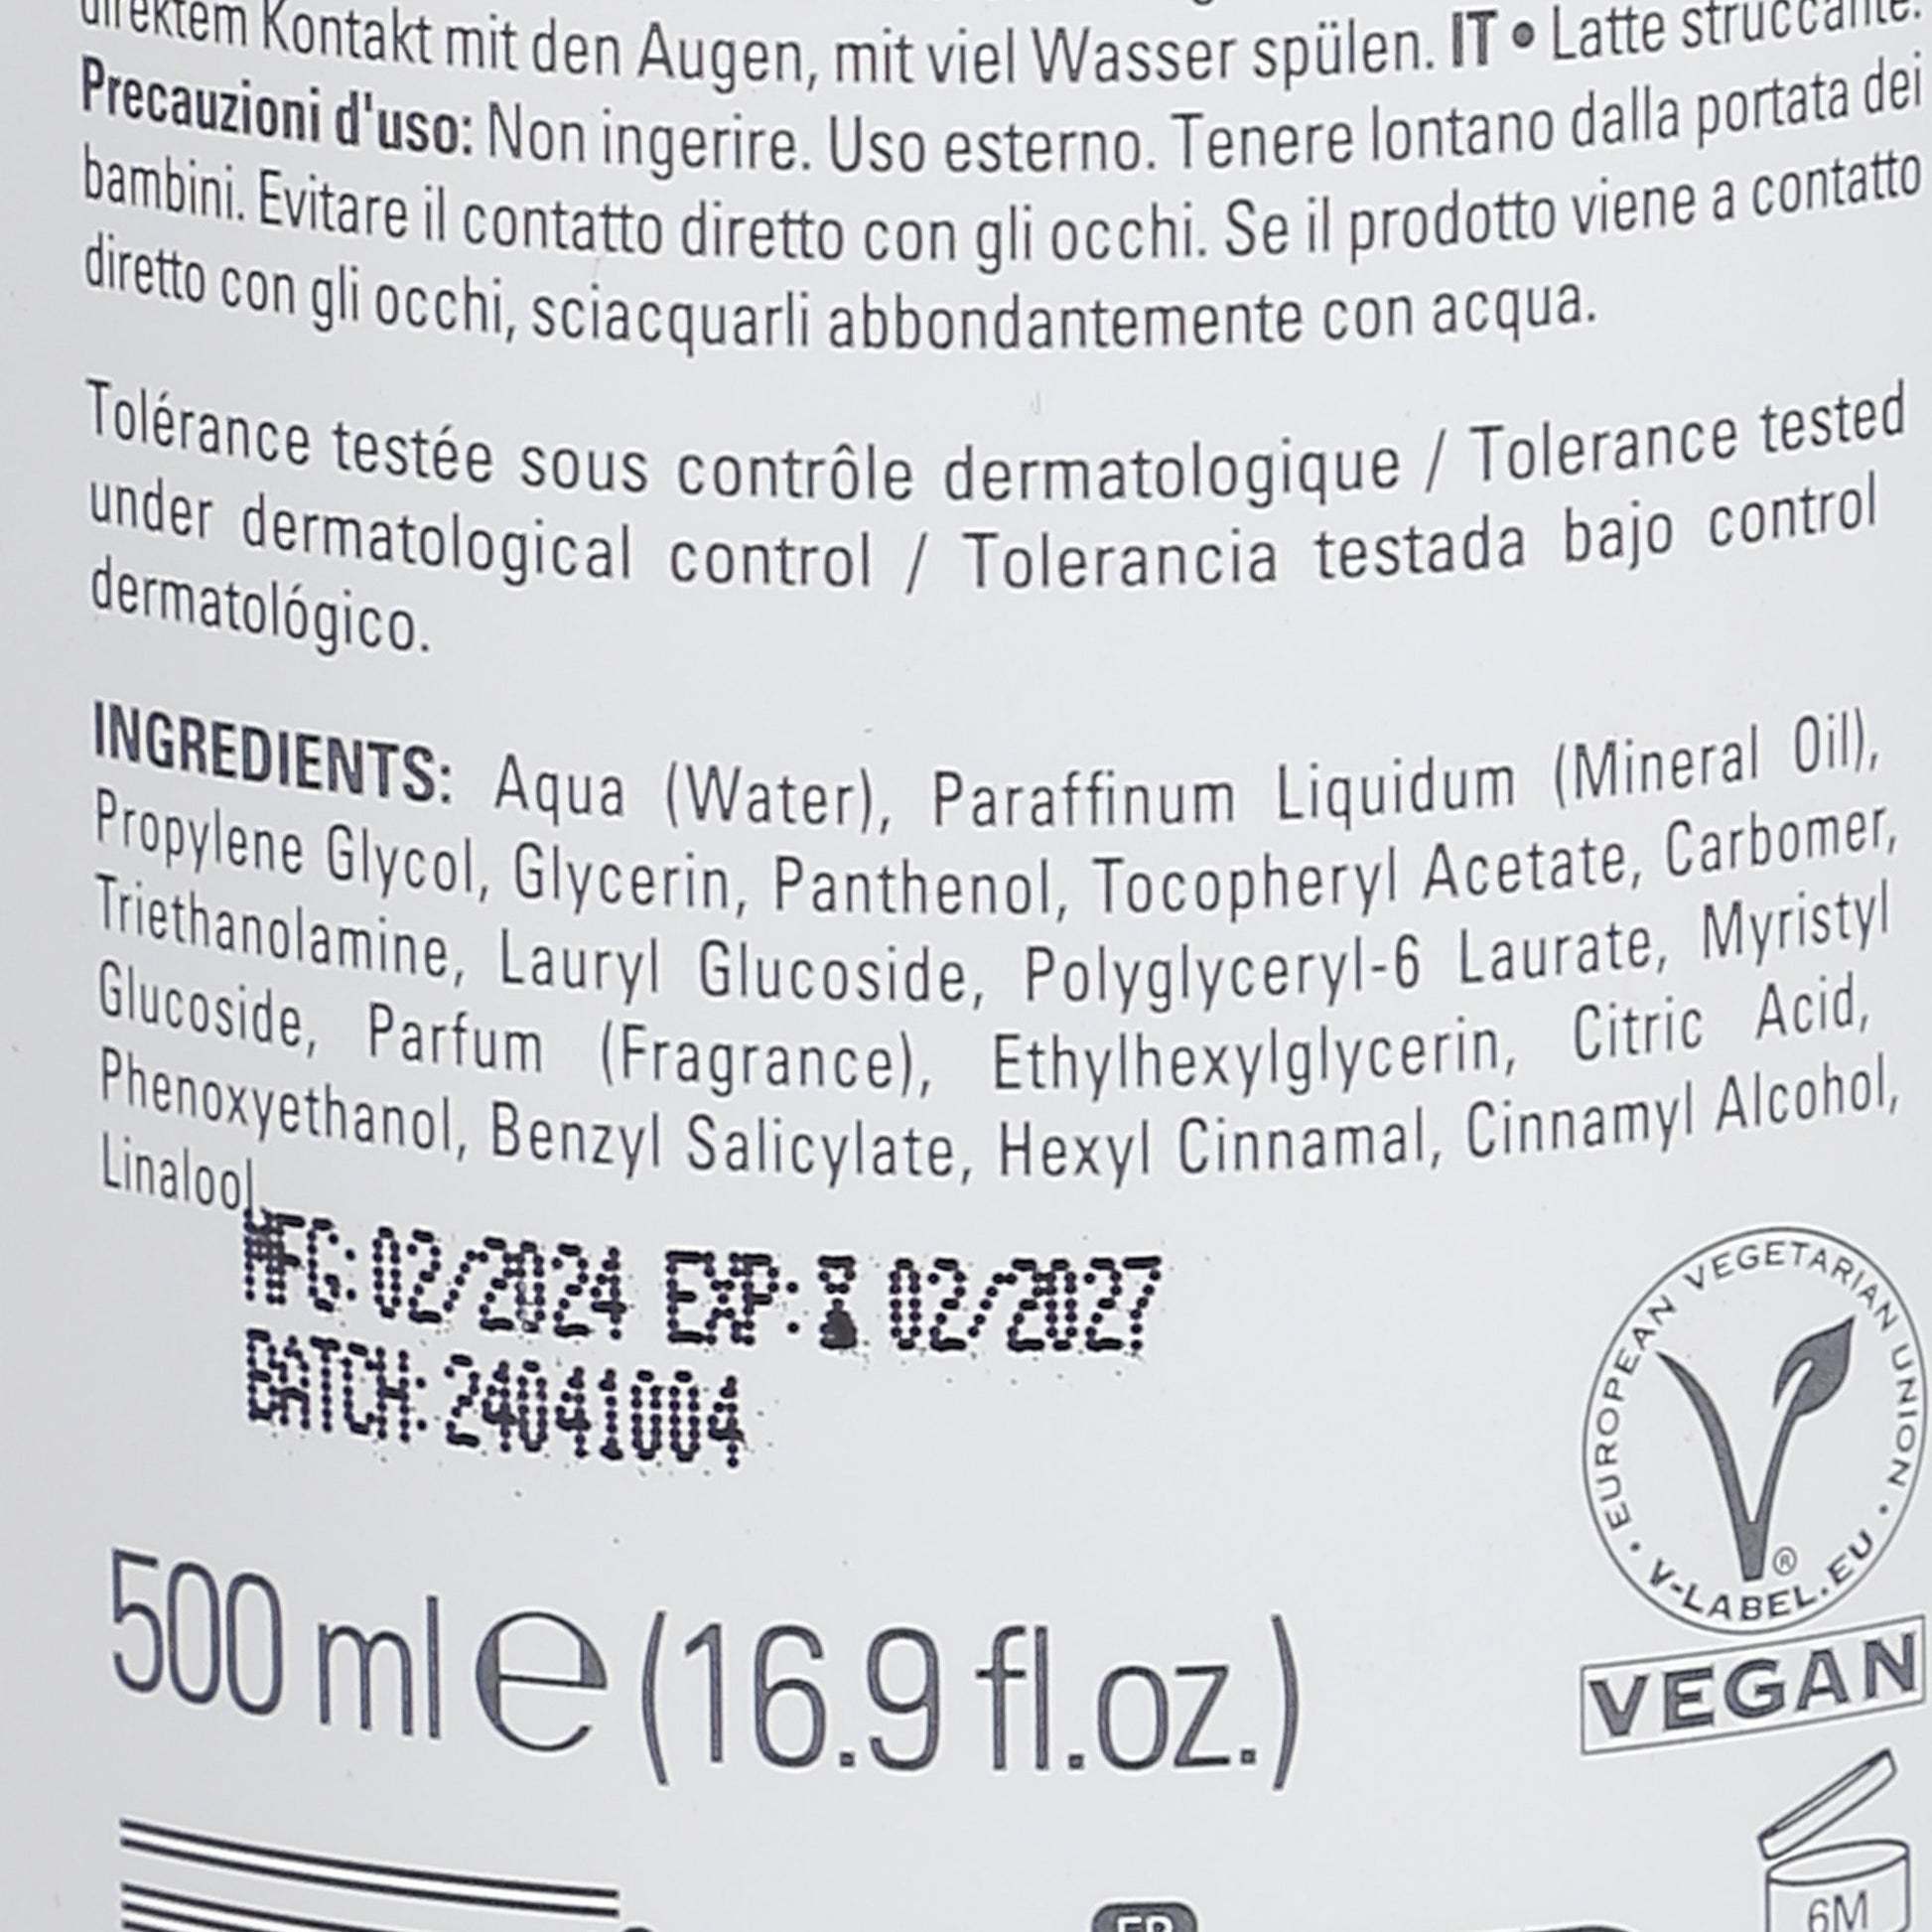 direktem Kontakt mit den Augen, mit viel Wasser spülen. IT • Latte struccante.
Precauzioni d'uso: Non ingerire. Uso esterno. Tenere lontano dalla portata dei
bambini. Evitare il contatto diretto con gli occhi. Se il prodotto viene a contatto
diretto con gli occhi, sciacquarli abbondantemente con acqua.
Tolérance testée sous contrôle dermatologique / Tolerance tested
under dermatological control / Tolerancia testada bajo control
dermatológico.
INGREDIENTS: Aqua (Water), Paraffinum Liquidum (Mineral Oil),
Propylene Glycol, Glycerin, Panthenol, Tocopheryl Acetate, Carbomer,
Triethanolamine, Lauryl Glucoside, Polyglyceryl-6 Laurate, Myristyl
Glucoside, Parfum (Fragrance), Ethylhexylglycerin, Citric Acid,
Phenoxyethanol, Benzyl Salicylate, Hexyl Cinnamal, Cinnamyl Alcohol,
Linalool.
MFG: 02/2024 EXP: 02/2027
BATCH: 24041004
EUROPEAN VEGETARIAN UNION • V-LABEL.EU •
®
VEGAN
500 ml e (16.9 fl.oz.)
6M
FR